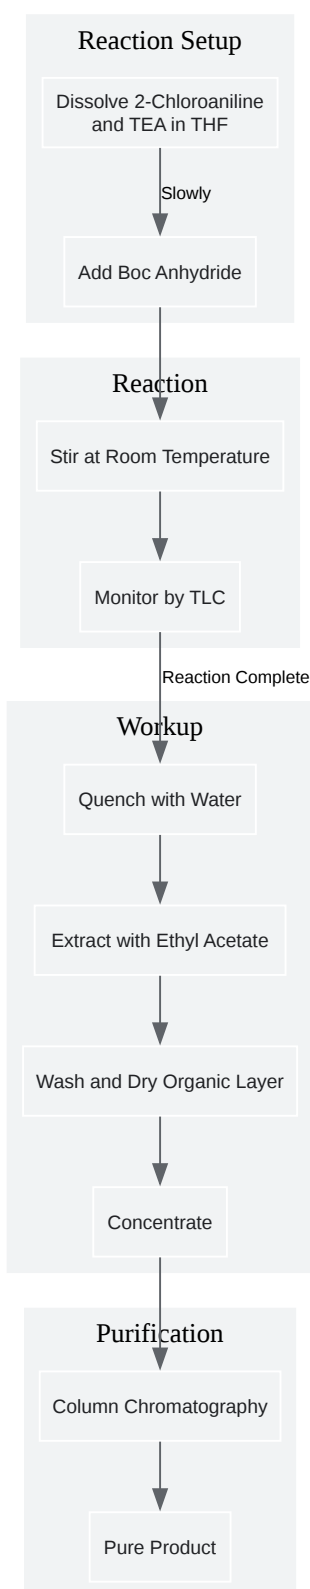 Reaction Setup
Dissolve 2-Chloroaniline
and TEA in THF
Slowly
Add Boc Anhydride
Reaction
Stir at Room Temperature
Monitor by TLC
Reaction Complete
Workup
Quench with Water
Extract with Ethyl Acetate
Wash and Dry Organic Layer
Concentrate
Purification
Column Chromatography
Pure Product